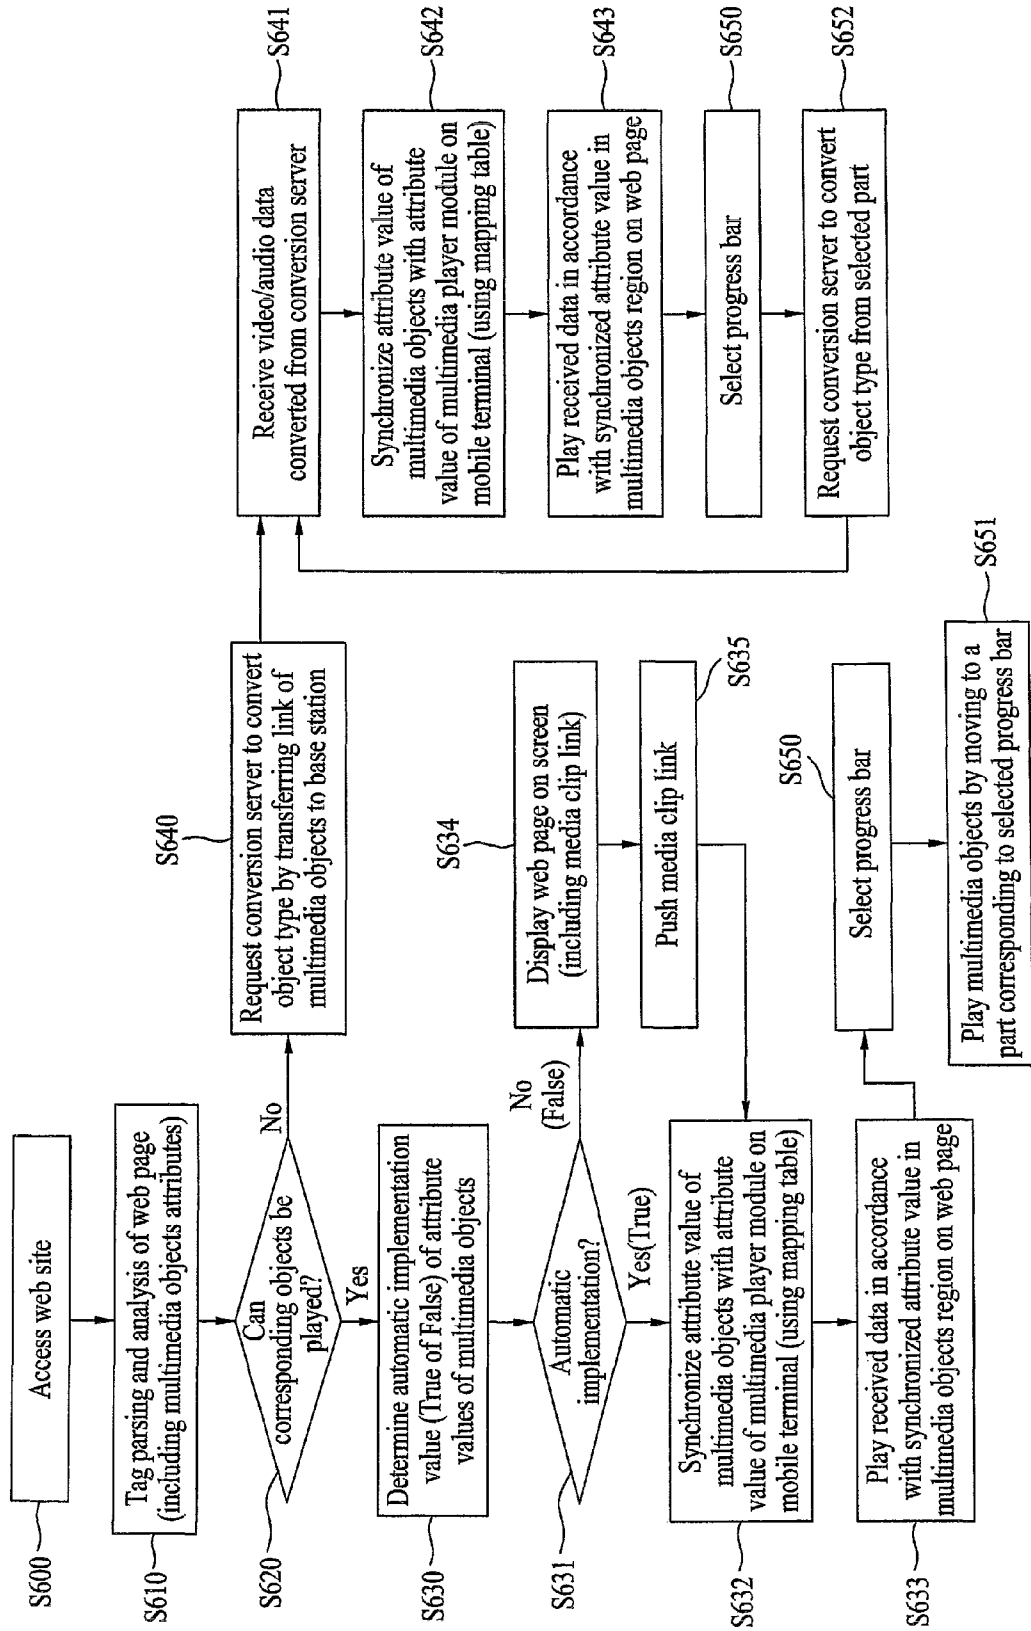 S600
Access web site
S610
Tag parsing and analysis of web page
(including multimedia objects attributes)
S620
Can
corresponding objects be
played?
No
Yes
S640
Request conversion server to convert
object type by transferring link of
multimedia objects to base station
S641
Receive video/audio data
converted from conversion server
S642
Synchronize attribute value of
multimedia objects with attribute
value of multimedia player module on
mobile terminal (using mapping table)
S643
Play received data in accordance
with synchronized attribute value in
multimedia objects region on web page
S650
Select progress bar
S652
Request conversion server to convert
object type from selected part
S630
Determine automatic implementation
value (True of False) of attribute
values of multimedia objects
S631
Automatic
implementation?
No
(False)
Yes(True)
S634
Display web page on screen
(including media clip link)
S635
Push media clip link
S632
Synchronize attribute value of
multimedia objects with attribute
value of multimedia player module on
mobile terminal (using mapping table)
S633
Play received data in accordance
with synchronized attribute value in
multimedia objects region on web page
S650
Select progress bar
S651
Play multimedia objects by moving to a
part corresponding to selected progress bar